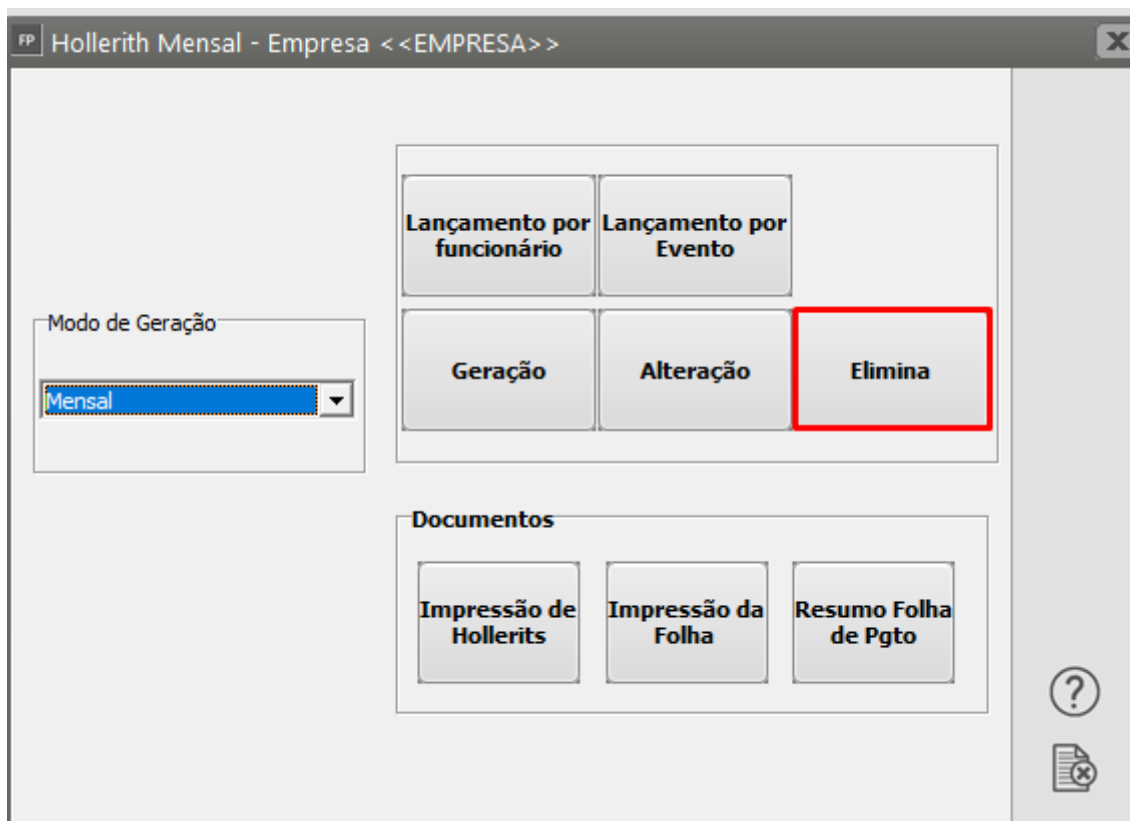 FP Hollerith Mensal - Empresa <<EMPRESA>>
Lançamento por
funcionário
Lançamento por
Evento
Modo de Geração
Mensal
Geração
Alteração
Elimina
Documentos
Impressão de
Hollerits
Impressão da
Folha
Resumo Folha
de Pgto
?